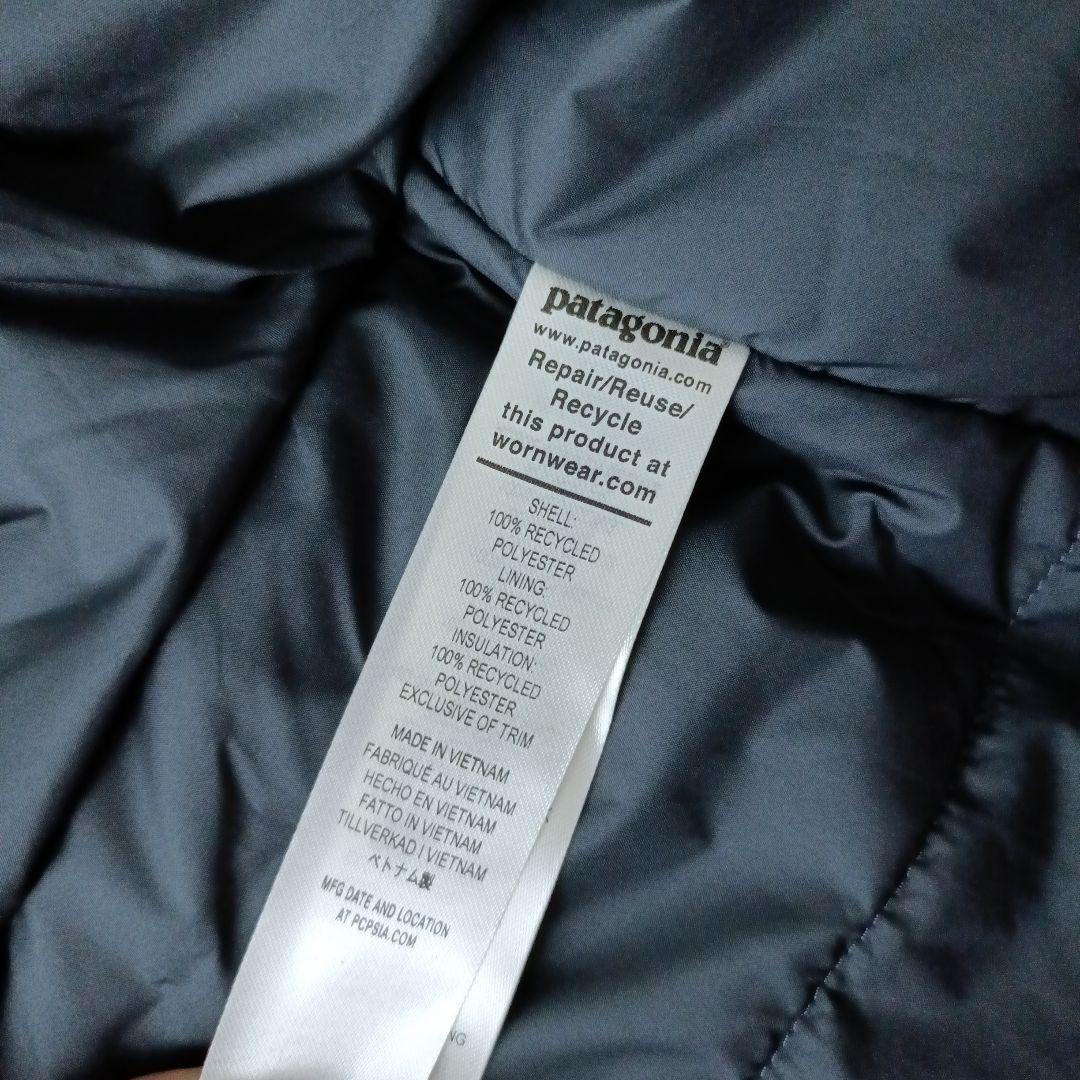 patagonia®
www.patagonia.com
Repair/Reuse/
Recycle
this product at
wornwear.com
SHELL:
100% RECYCLED
POLYESTER
LINING:
100% RECYCLED
POLYESTER
INSULATION:
100% RECYCLED
POLYESTER
EXCLUSIVE OF TRIM
MADE IN VIETNAM
FABRIQUÉ AU VIETNAM
HECHO EN VIETNAM
FATTO IN VIETNAM
TILLVERKAD I VIETNAM
ベトナム製
MFG DATE AND LOCATION
AT PCPSIA.COM